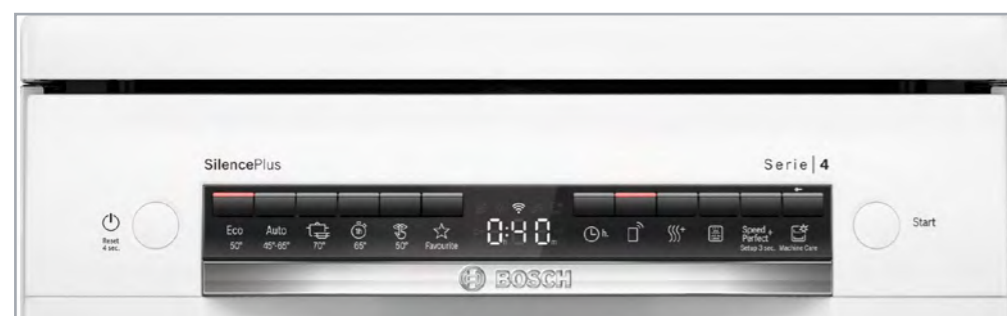 SilencePlus
Serie | 4
Reset
4 sec.
Eco
50°
Auto
45°-65°
70°
1h
65°
50°
Favourite
0:40
h.
Speed +
Perfect
Setup 3 sec.
Machine Care
Start
BOSCH